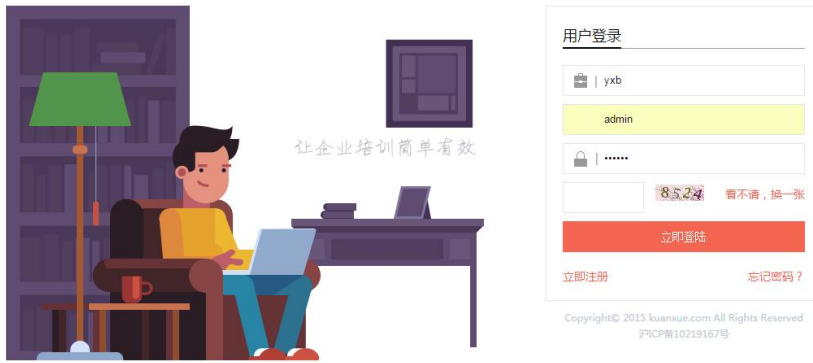 用户登录
yxb
让企业培训简单有效
admin
••••••
8524
看不请，换一张
立即登陆
立即注册
忘记密码？
Copyright© 2015 kuanxue.com All Rights Reserved
沪ICP备10219167号